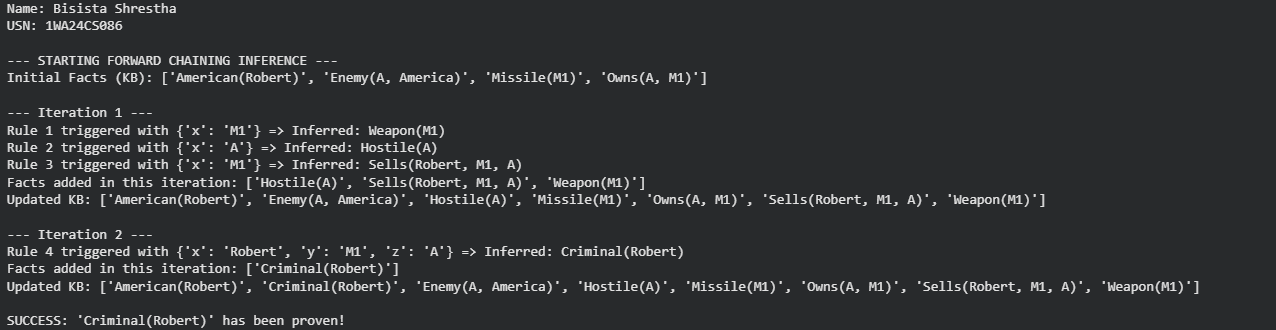 Name: Bisista Shrestha
USN: 1WA24CS086
--- STARTING FORWARD CHAINING INFERENCE ---
Initial Facts (KB): ['American(Robert)', 'Enemy(A, America)', 'Missile(M1)', 'Owns(A, M1)']
--- Iteration 1 ---
Rule 1 triggered with {'x': 'M1'} => Inferred: Weapon(M1)
Rule 2 triggered with {'x': 'A'} => Inferred: Hostile(A)
Rule 3 triggered with {'x': 'M1'} => Inferred: Sells(Robert, M1, A)
Facts added in this iteration: ['Hostile(A)', 'Sells(Robert, M1, A)', 'Weapon(M1)']
Updated KB: ['American(Robert)', 'Enemy(A, America)', 'Hostile(A)', 'Missile(M1)', 'Owns(A, M1)', 'Sells(Robert, M1, A)', 'Weapon(M1)']
--- Iteration 2 ---
Rule 4 triggered with {'x': 'Robert', 'y': 'M1', 'z': 'A'} => Inferred: Criminal(Robert)
Facts added in this iteration: ['Criminal(Robert)']
Updated KB: ['American(Robert)', 'Criminal(Robert)', 'Enemy(A, America)', 'Hostile(A)', 'Missile(M1)', 'Owns(A, M1)', 'Sells(Robert, M1, A)', 'Weapon(M1)']
SUCCESS: 'Criminal(Robert)' has been proven!